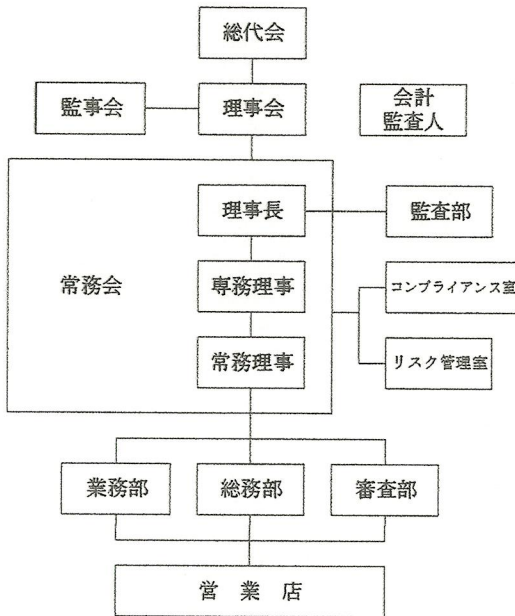 総代会
監事会
理事会
会計
監査人
理事長
監査部
常務会
専務理事
コンプライアンス室
常務理事
リスク管理室
業務部
総務部
審査部
営業店